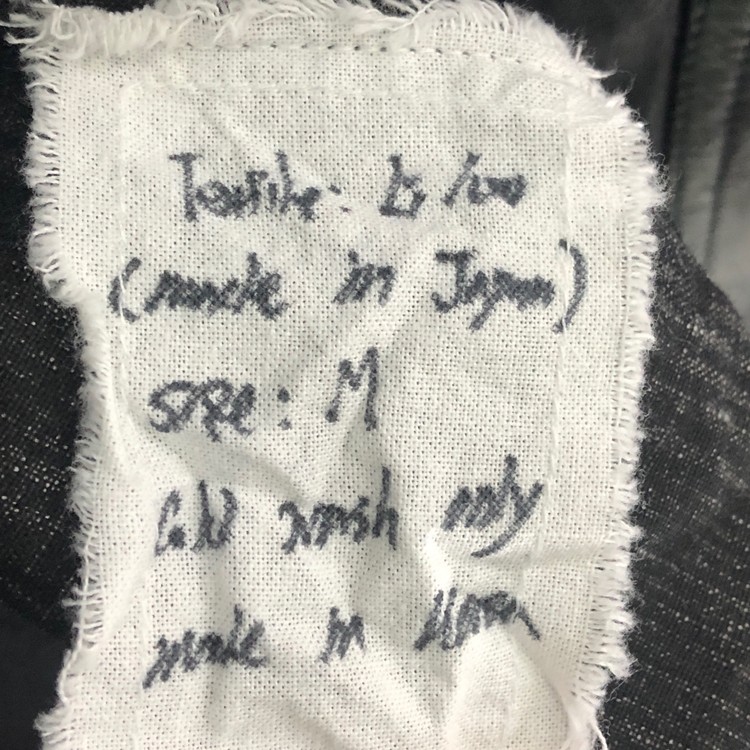 Textile:
(made in Japan)
size: M
Cold wash only
made in